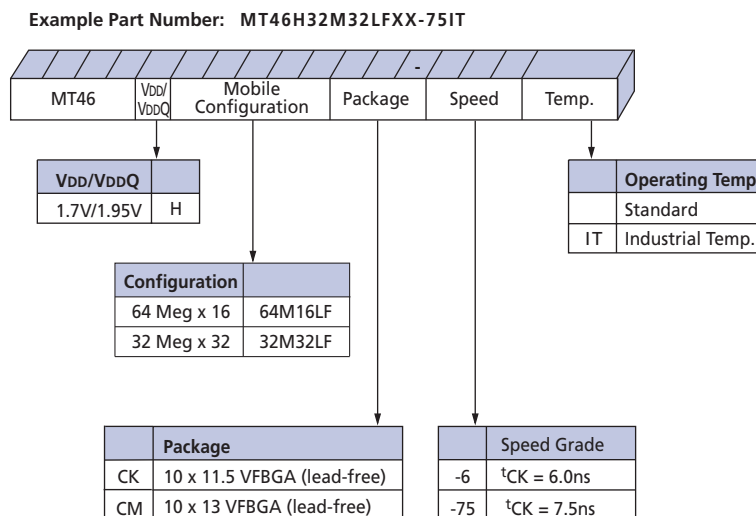 Example Part Number: MT46H32M32LFXX-75IT
-
MT46
VDD/
VDDQ
Mobile
Configuration
Package
Speed
Temp.
VDD/VDDQ
1.7V/1.95V H
Operating Temp
Standard
IT Industrial Temp.
Configuration
64 Meg x 16 64M16LF
32 Meg x 32 32M32LF
Package
CK 10 x 11.5 VFBGA (lead-free)
CM 10 x 13 VFBGA (lead-free)
Speed Grade
-6 tCK = 6.0ns
-75 tCK = 7.5ns